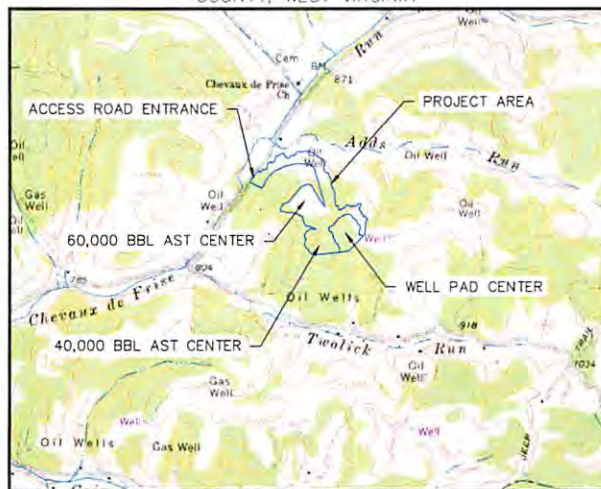 COUNTY, WEST VIRGINIA
Cem
BM
871
Run
Chevaux de Frise
Ch
ACCESS ROAD ENTRANCE
PROJECT AREA
Adds
Run
Oil
Well
Oil Well
Oil
Gas
Well
Oil
Well
Oil
Well
60,000 BBL AST CENTER
Well
WELL PAD CENTER
785
804
Chevaux de Frise
Oil Wells
40,000 BBL AST CENTER
Twolick
Run
918
TRAIL
1034
Oil
Well
Gas
Well
Wells
Well
Oil Wells
Gas Well
JEEP